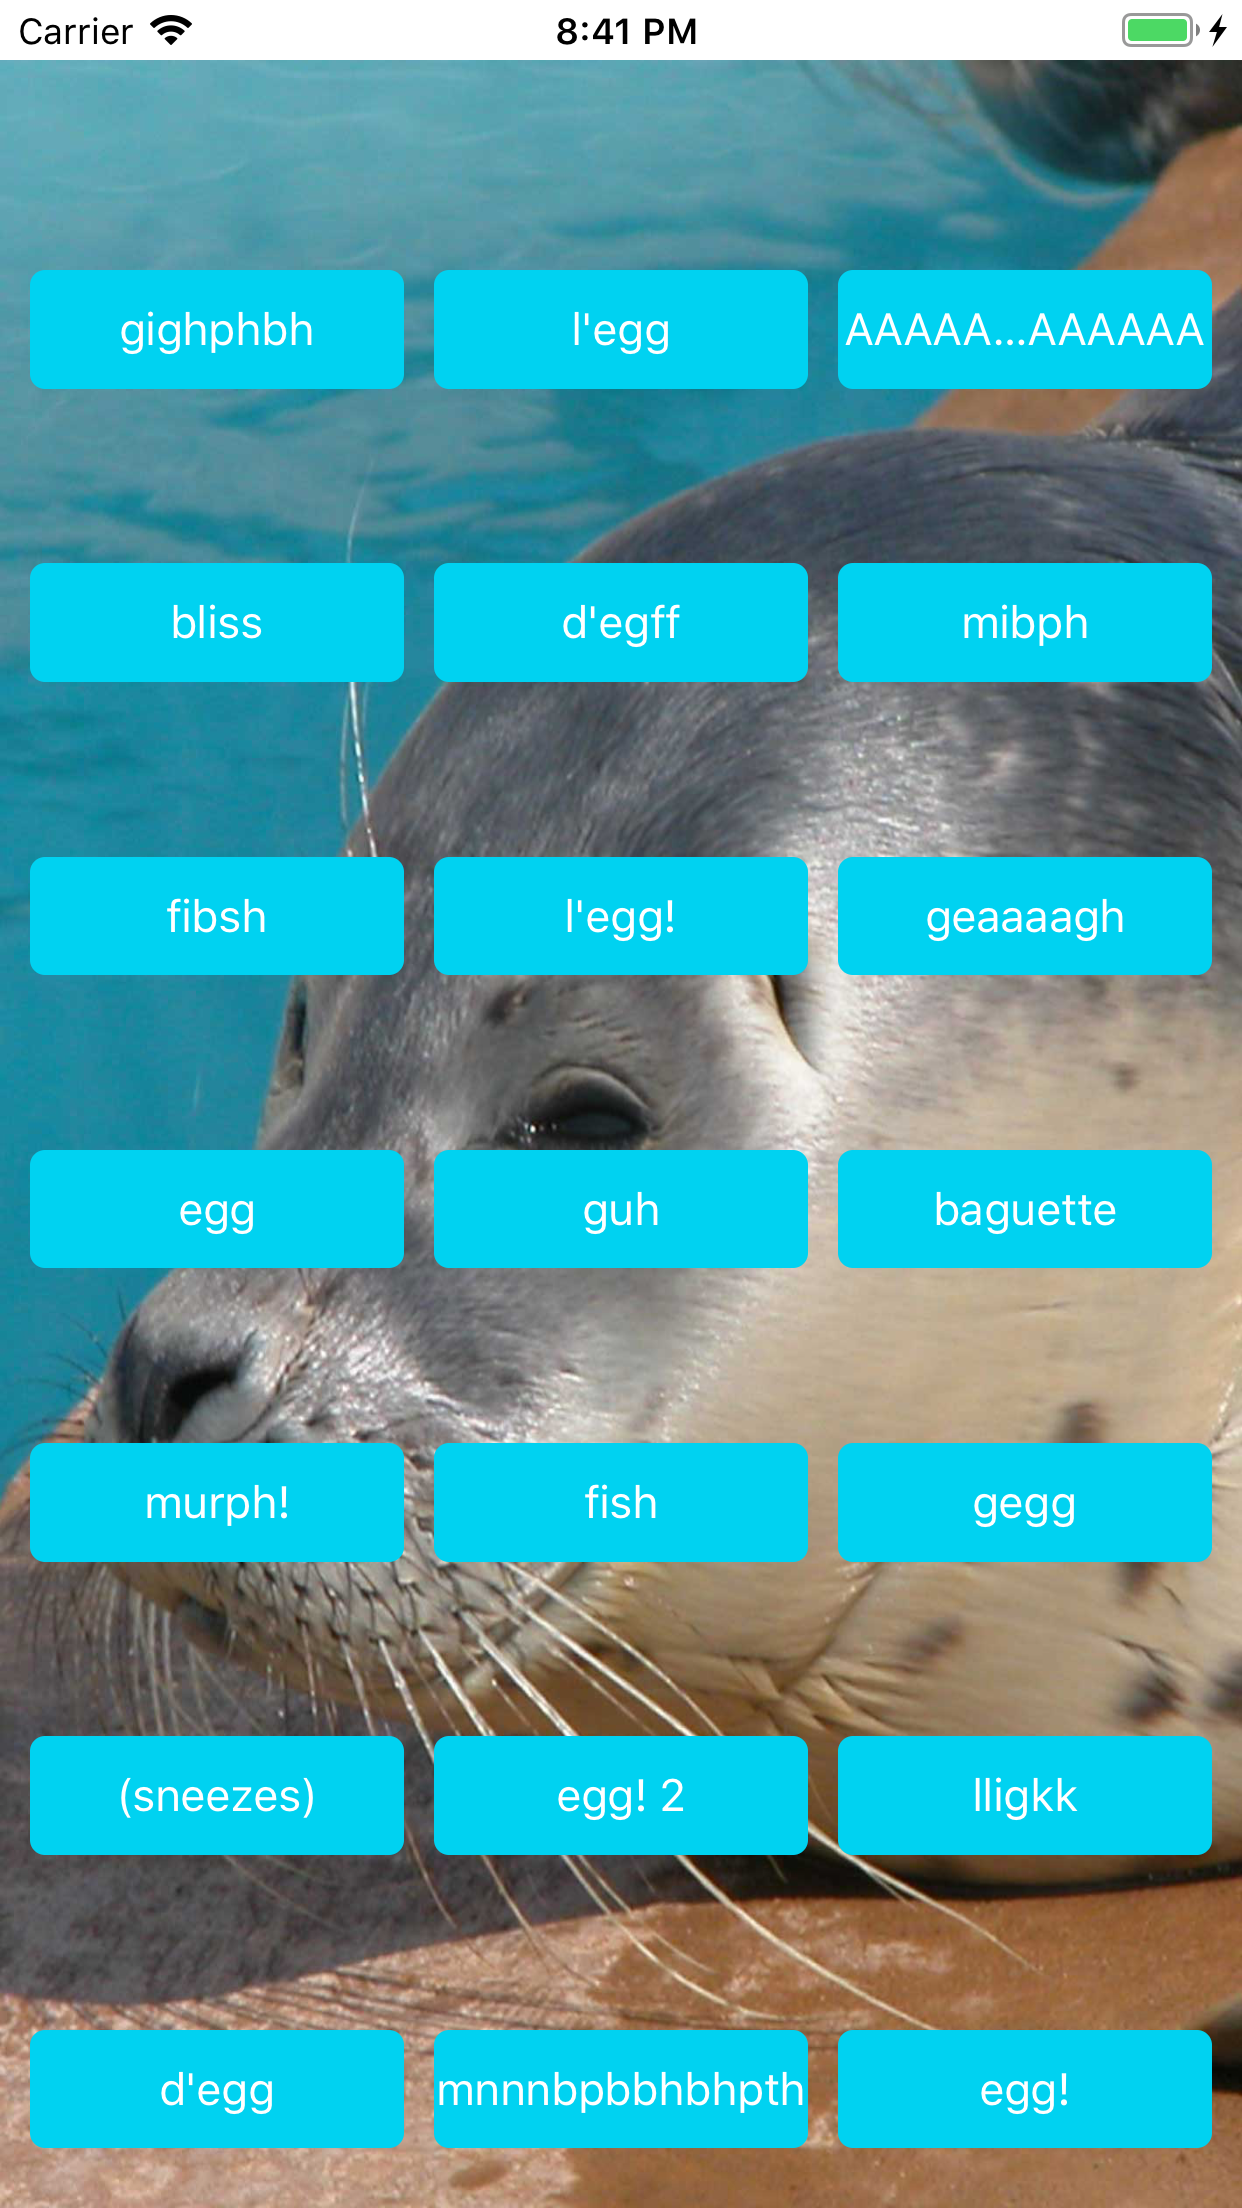 Carrier 8:41 PM
gighphbh l'egg AAAAA...AAAAAA
bliss d'egff mibph
fibsh l'egg! geaaaagh
egg guh baguette
murph! fish gegg
(sneezes) egg! 2 lligkk
d'egg mnnnbpbbhbhpth egg!